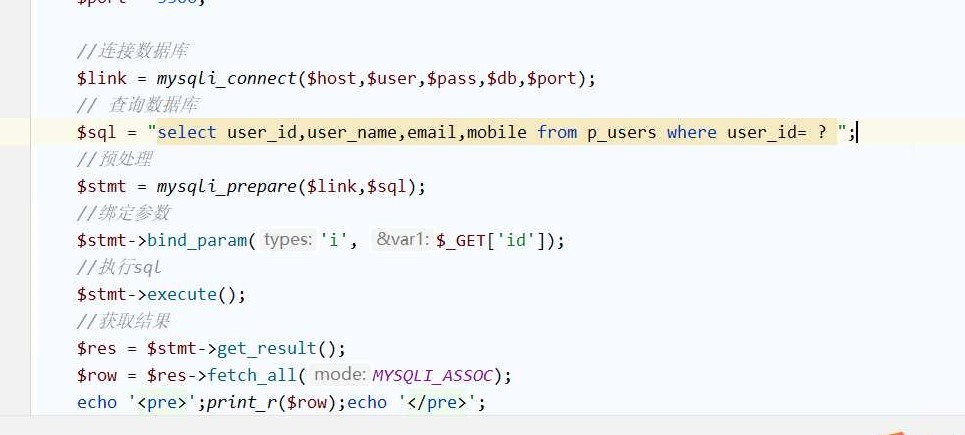 //连接数据库
$link = mysqli_connect($host,$user,$pass,$db,$port);
// 查询数据库
$sql = "select user_id,user_name,email,mobile from p_users where user_id= ? ";
//预处理
$stmt = mysqli_prepare($link,$sql);
//绑定参数
$stmt->bind_param( types: 'i', &var1: $_GET['id']);
//执行sql
$stmt->execute();
//获取结果
$res = $stmt->get_result();
$row = $res->fetch_all( mode: MYSQLI_ASSOC);
echo '<pre>';print_r($row);echo '</pre>';